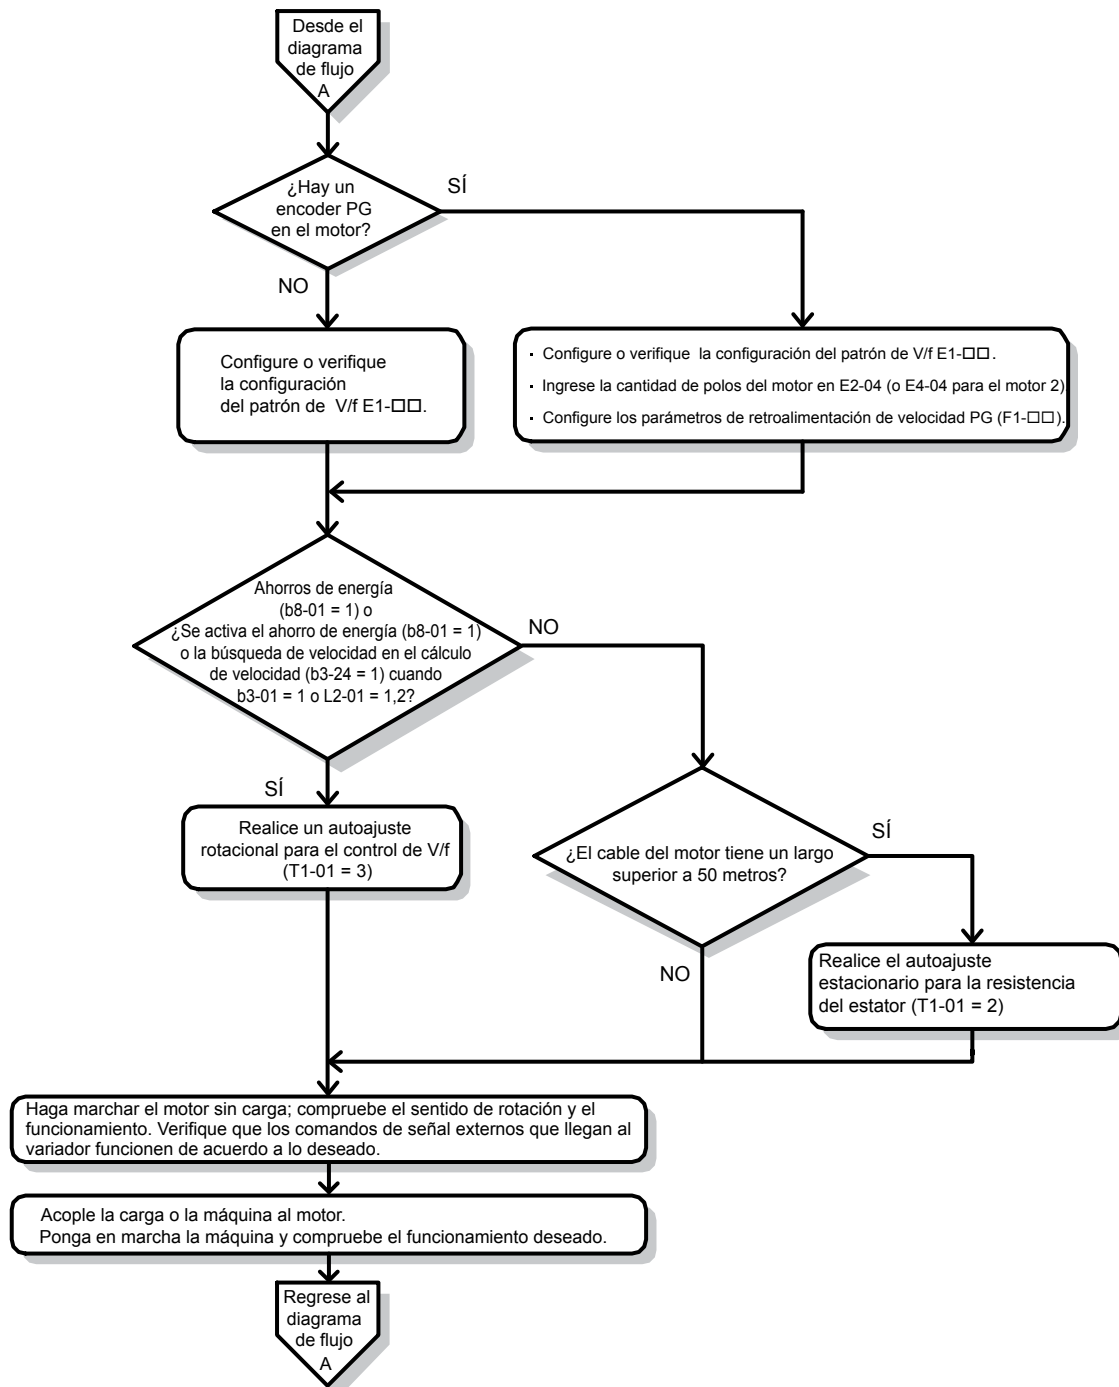 Desde el
diagrama
de flujo
A
¿Hay un
encoder PG
en el motor?
SÍ
NO
Configure o verifique
la configuración
del patrón de V/f E1-□□.
· Configure o verifique la configuración del patrón de V/f E1-□□.
· Ingrese la cantidad de polos del motor en E2-04 (o E4-04 para el motor 2).
· Configure los parámetros de retroalimentación de velocidad PG (F1-□□).
Ahorros de energía
(b8-01 = 1) o
¿Se activa el ahorro de energía (b8-01 = 1)
o la búsqueda de velocidad en el cálculo
de velocidad (b3-24 = 1) cuando
b3-01 = 1 o L2-01 = 1,2?
NO
SÍ
Realice un autoajuste
rotacional para el control de V/f
(T1-01 = 3)
¿El cable del motor tiene un largo
superior a 50 metros?
SÍ
NO
Realice el autoajuste
estacionario para la resistencia
del estator (T1-01 = 2)
Haga marchar el motor sin carga; compruebe el sentido de rotación y el
funcionamiento. Verifique que los comandos de señal externos que llegan al
variador funcionen de acuerdo a lo deseado.
Acople la carga o la máquina al motor.
Ponga en marcha la máquina y compruebe el funcionamiento deseado.
Regrese al
diagrama
de flujo
A